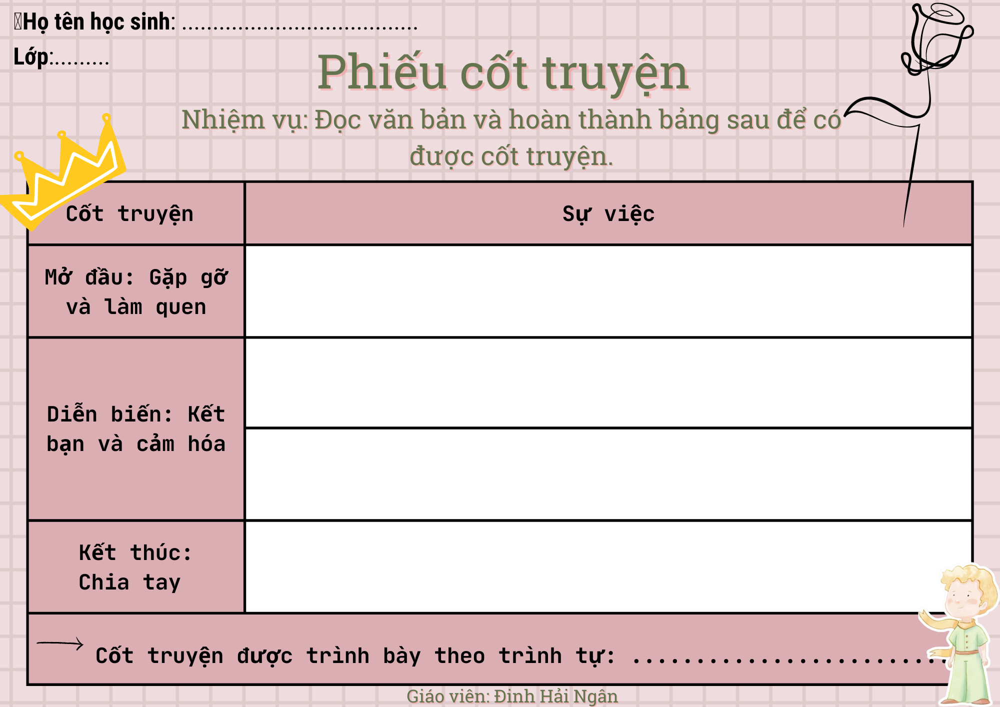 Họ tên học sinh: ......................................
Lớp:.........
Phiếu cốt truyện
Nhiệm vụ: Đọc văn bản và hoàn thành bảng sau để có
được cốt truyện.
Cốt truyện
Sự việc
Mở đầu: Gặp gỡ
và làm quen
Diễn biến: Kết
bạn và cảm hóa
Kết thúc:
Chia tay
Cốt truyện được trình bày theo trình tự: .........................
Giáo viên: Đinh Hải Ngân